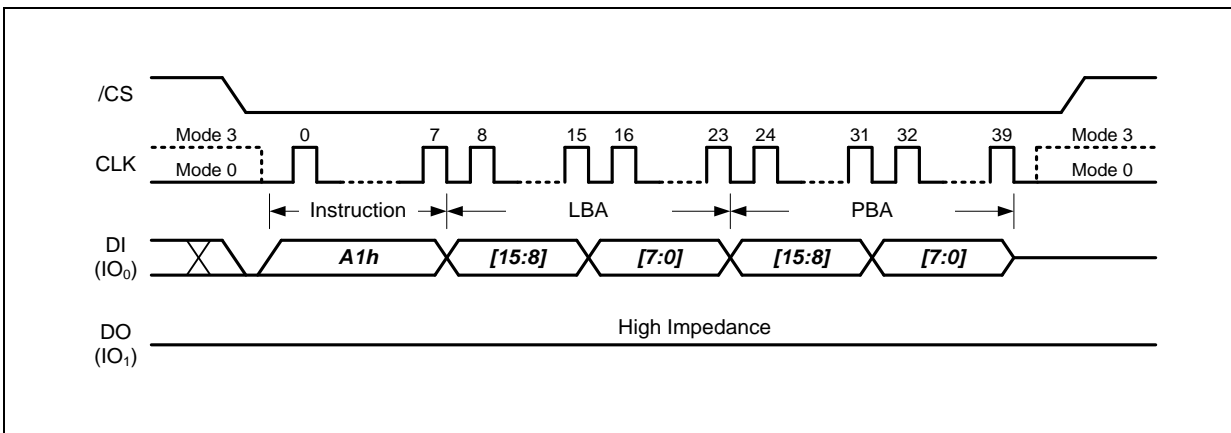 /CS
Mode 3 0 7 8 15 16 23 24 31 32 39 Mode 3
CLK
Mode 0 Mode 0
Instruction LBA PBA
DI
(IO₀)
A1h [15:8] [7:0] [15:8] [7:0]
High Impedance
DO
(IO₁)